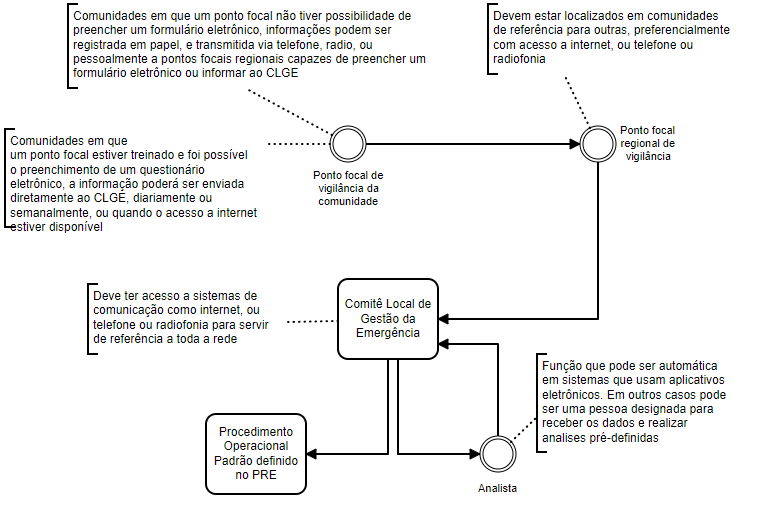 Comunidades em que um ponto focal não tiver possibilidade de
preencher um formulário eletrônico, informações podem ser
registrada em papel, e transmitida via telefone, radio, ou
pessoalmente a pontos focais regionais capazes de preencher um
formulário eletrônico ou informar ao CLGE
Devem estar localizados em comunidades
de referência para outras, preferencialmente
com acesso a internet, ou telefone ou
radiofonia
Comunidades em que
um ponto focal estiver treinado e foi possível
o preenchimento de um questionário
eletrônico, a informação poderá ser enviada
diretamente ao CLGE, diariamente ou
semanalmente, ou quando o acesso a internet
estiver disponível
Ponto focal de
vigilância da
comunidade
Ponto focal
regional de
vigilância
Deve ter acesso a sistemas de
comunicação como internet, ou
telefone ou radiofonia para servir
de referência a toda a rede
Comitê Local de
Gestão da
Emergência
Função que pode ser automática
em sistemas que usam aplicativos
eletrônicos. Em outros casos pode
ser uma pessoa designada para
receber os dados e realizar
analises pré-definidas
Procedimento
Operacional
Padrão definido
no PRE
Analista